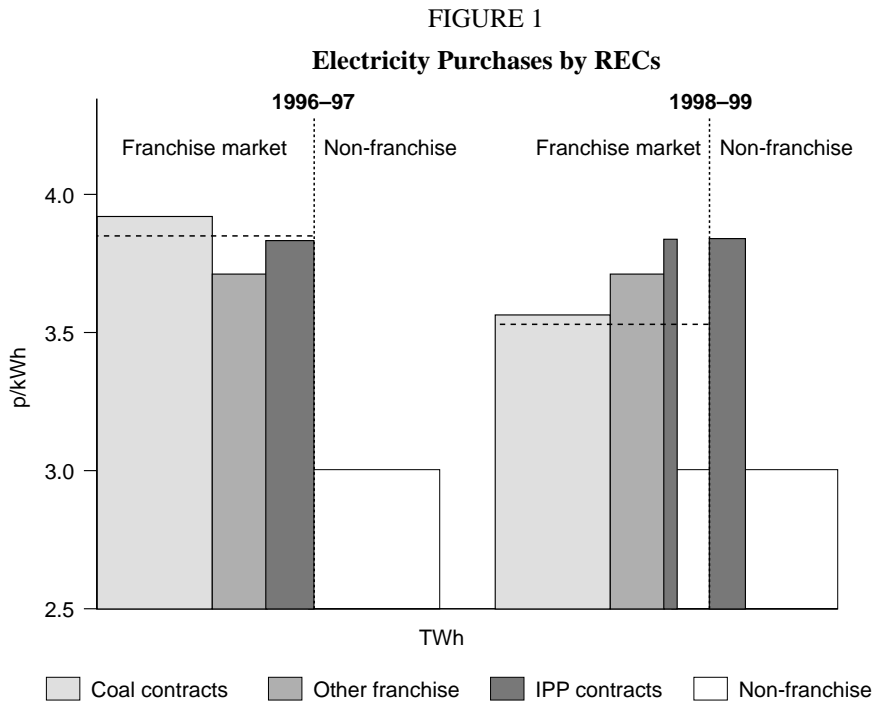 FIGURE 1
Electricity Purchases by RECs
1996–97
1998–99
Franchise market
Non-franchise
Franchise market
Non-franchise
4.0
3.5
3.0
2.5
p/kWh
TWh
Coal contracts
Other franchise
IPP contracts
Non-franchise